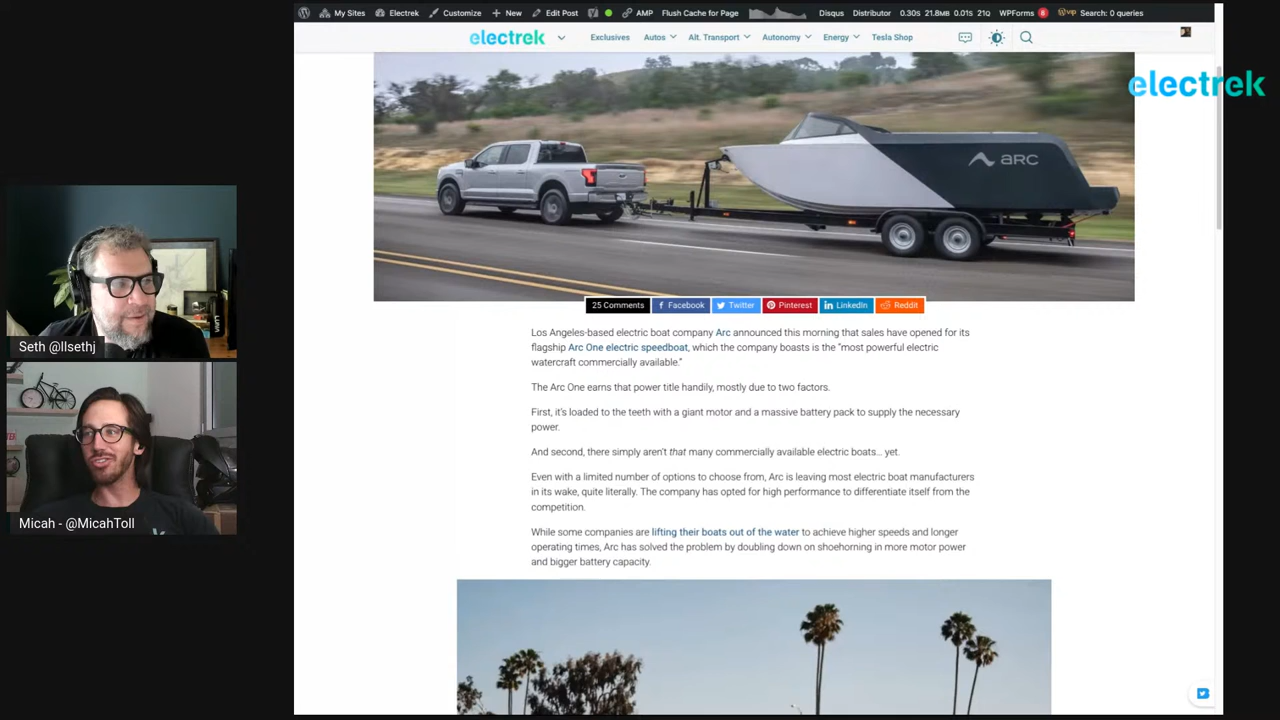 My Sites
Electrek
Customize
New
Edit Post
AMP
Flush Cache for Page
Disqus
Distributor
0.30s 21.8MB 0.01s 21Q
WPForms 6
vip
Search: 0 queries
electrek
Exclusives
Autos
Alt. Transport
Autonomy
Energy
Tesla Shop
electrek
ARC
25 Comments
Facebook
Twitter
Pinterest
LinkedIn
Reddit
Los Angeles-based electric boat company Arc announced this morning that sales have opened for its
flagship Arc One electric speedboat, which the company boasts is the “most powerful electric
watercraft commercially available.”
The Arc One earns that power title handily, mostly due to two factors.
First, it’s loaded to the teeth with a giant motor and a massive battery pack to supply the necessary
power.
And second, there simply aren’t that many commercially available electric boats… yet.
Even with a limited number of options to choose from, Arc is leaving most electric boat manufacturers
in its wake, quite literally. The company has opted for high performance to differentiate itself from the
competition.
While some companies are lifting their boats out of the water to achieve higher speeds and longer
operating times, Arc has solved the problem by doubling down on shoehorning in more motor power
and bigger battery capacity.
Seth @llsethj
Micah - @MicahToll